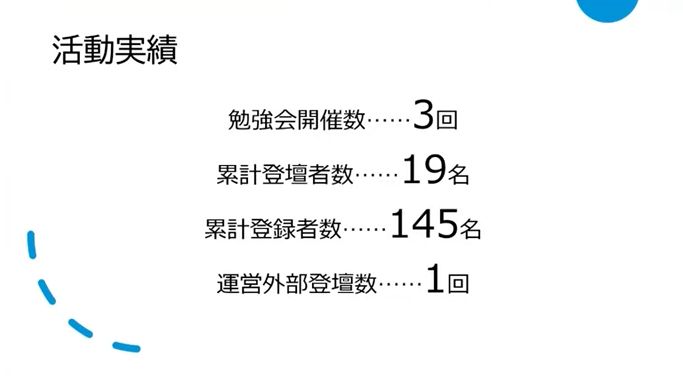 活動実績
勉強会開催数……3回
累計登壇者数……19名
累計登録者数……145名
運営外部登壇数……1回